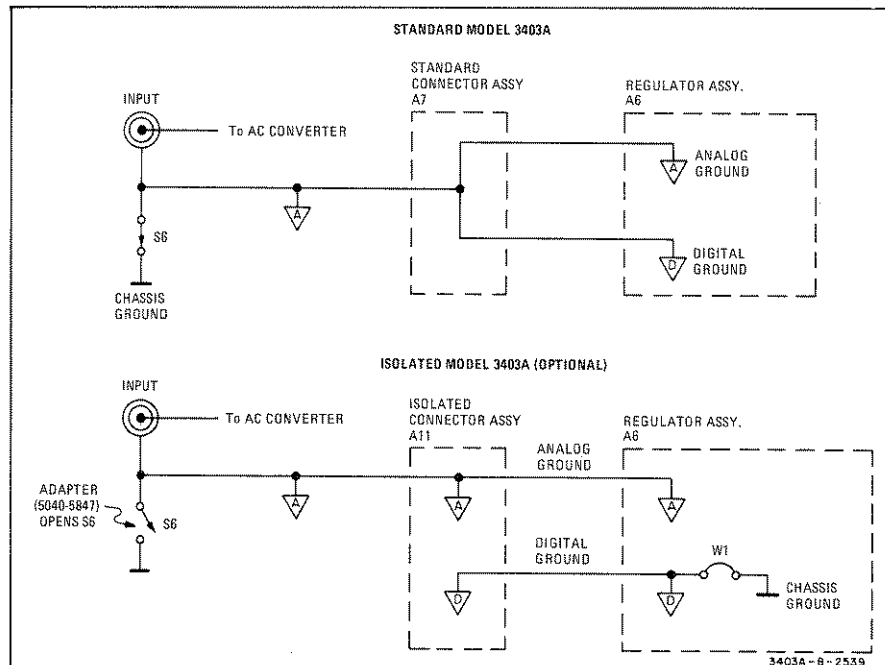 STANDARD MODEL 3403A
STANDARD
CONNECTOR ASSY
A7
REGULATOR ASSY.
A6
INPUT
To AC CONVERTER
ANALOG
GROUND
A
A
S6
DIGITAL
GROUND
D
CHASSIS
GROUND
ISOLATED MODEL 3403A (OPTIONAL)
INPUT
To AC CONVERTER
ISOLATED
CONNECTOR ASSY
A11
REGULATOR ASSY.
A6
ANALOG
GROUND
A
A
A
ADAPTER
(5040-5847)
OPENS S6
S6
DIGITAL
GROUND
W1
D
D
CHASSIS
GROUND
3403A-B-2539